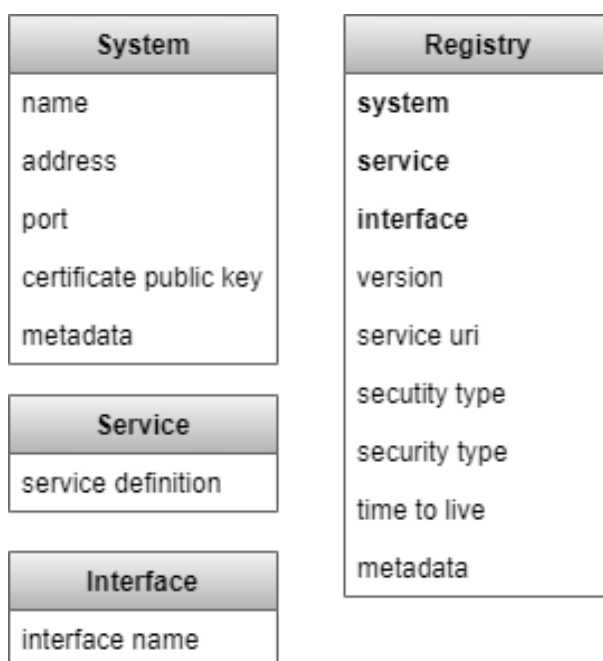 System
name
address
port
certificate public key
metadata
Service
service definition
Interface
interface name
Registry
system
service
interface
version
service uri
secutity type
security type
time to live
metadata